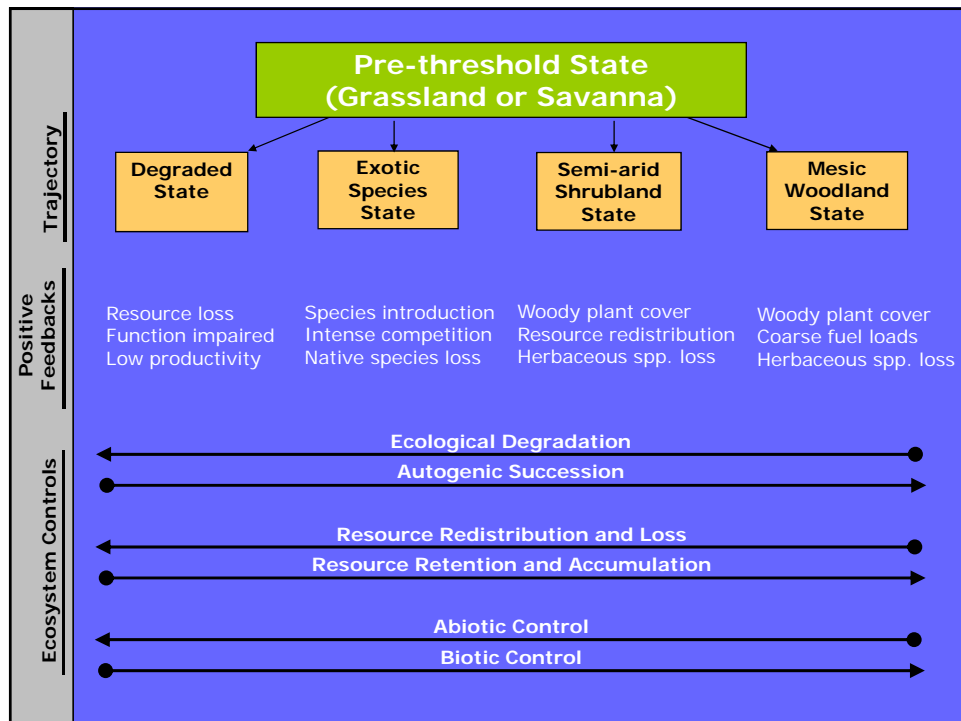 Pre-threshold State
(Grassland or Savanna)
Trajectory
Degraded
State
Exotic
Species
State
Semi-arid
Shrubland
State
Mesic
Woodland
State
Positive
Feedbacks
Resource loss
Function impaired
Low productivity
Species introduction
Intense competition
Native species loss
Woody plant cover
Resource redistribution
Herbaceous spp. loss
Woody plant cover
Coarse fuel loads
Herbaceous spp. loss
Ecosystem Controls
Ecological Degradation
Autogenic Succession
Resource Redistribution and Loss
Resource Retention and Accumulation
Abiotic Control
Biotic Control